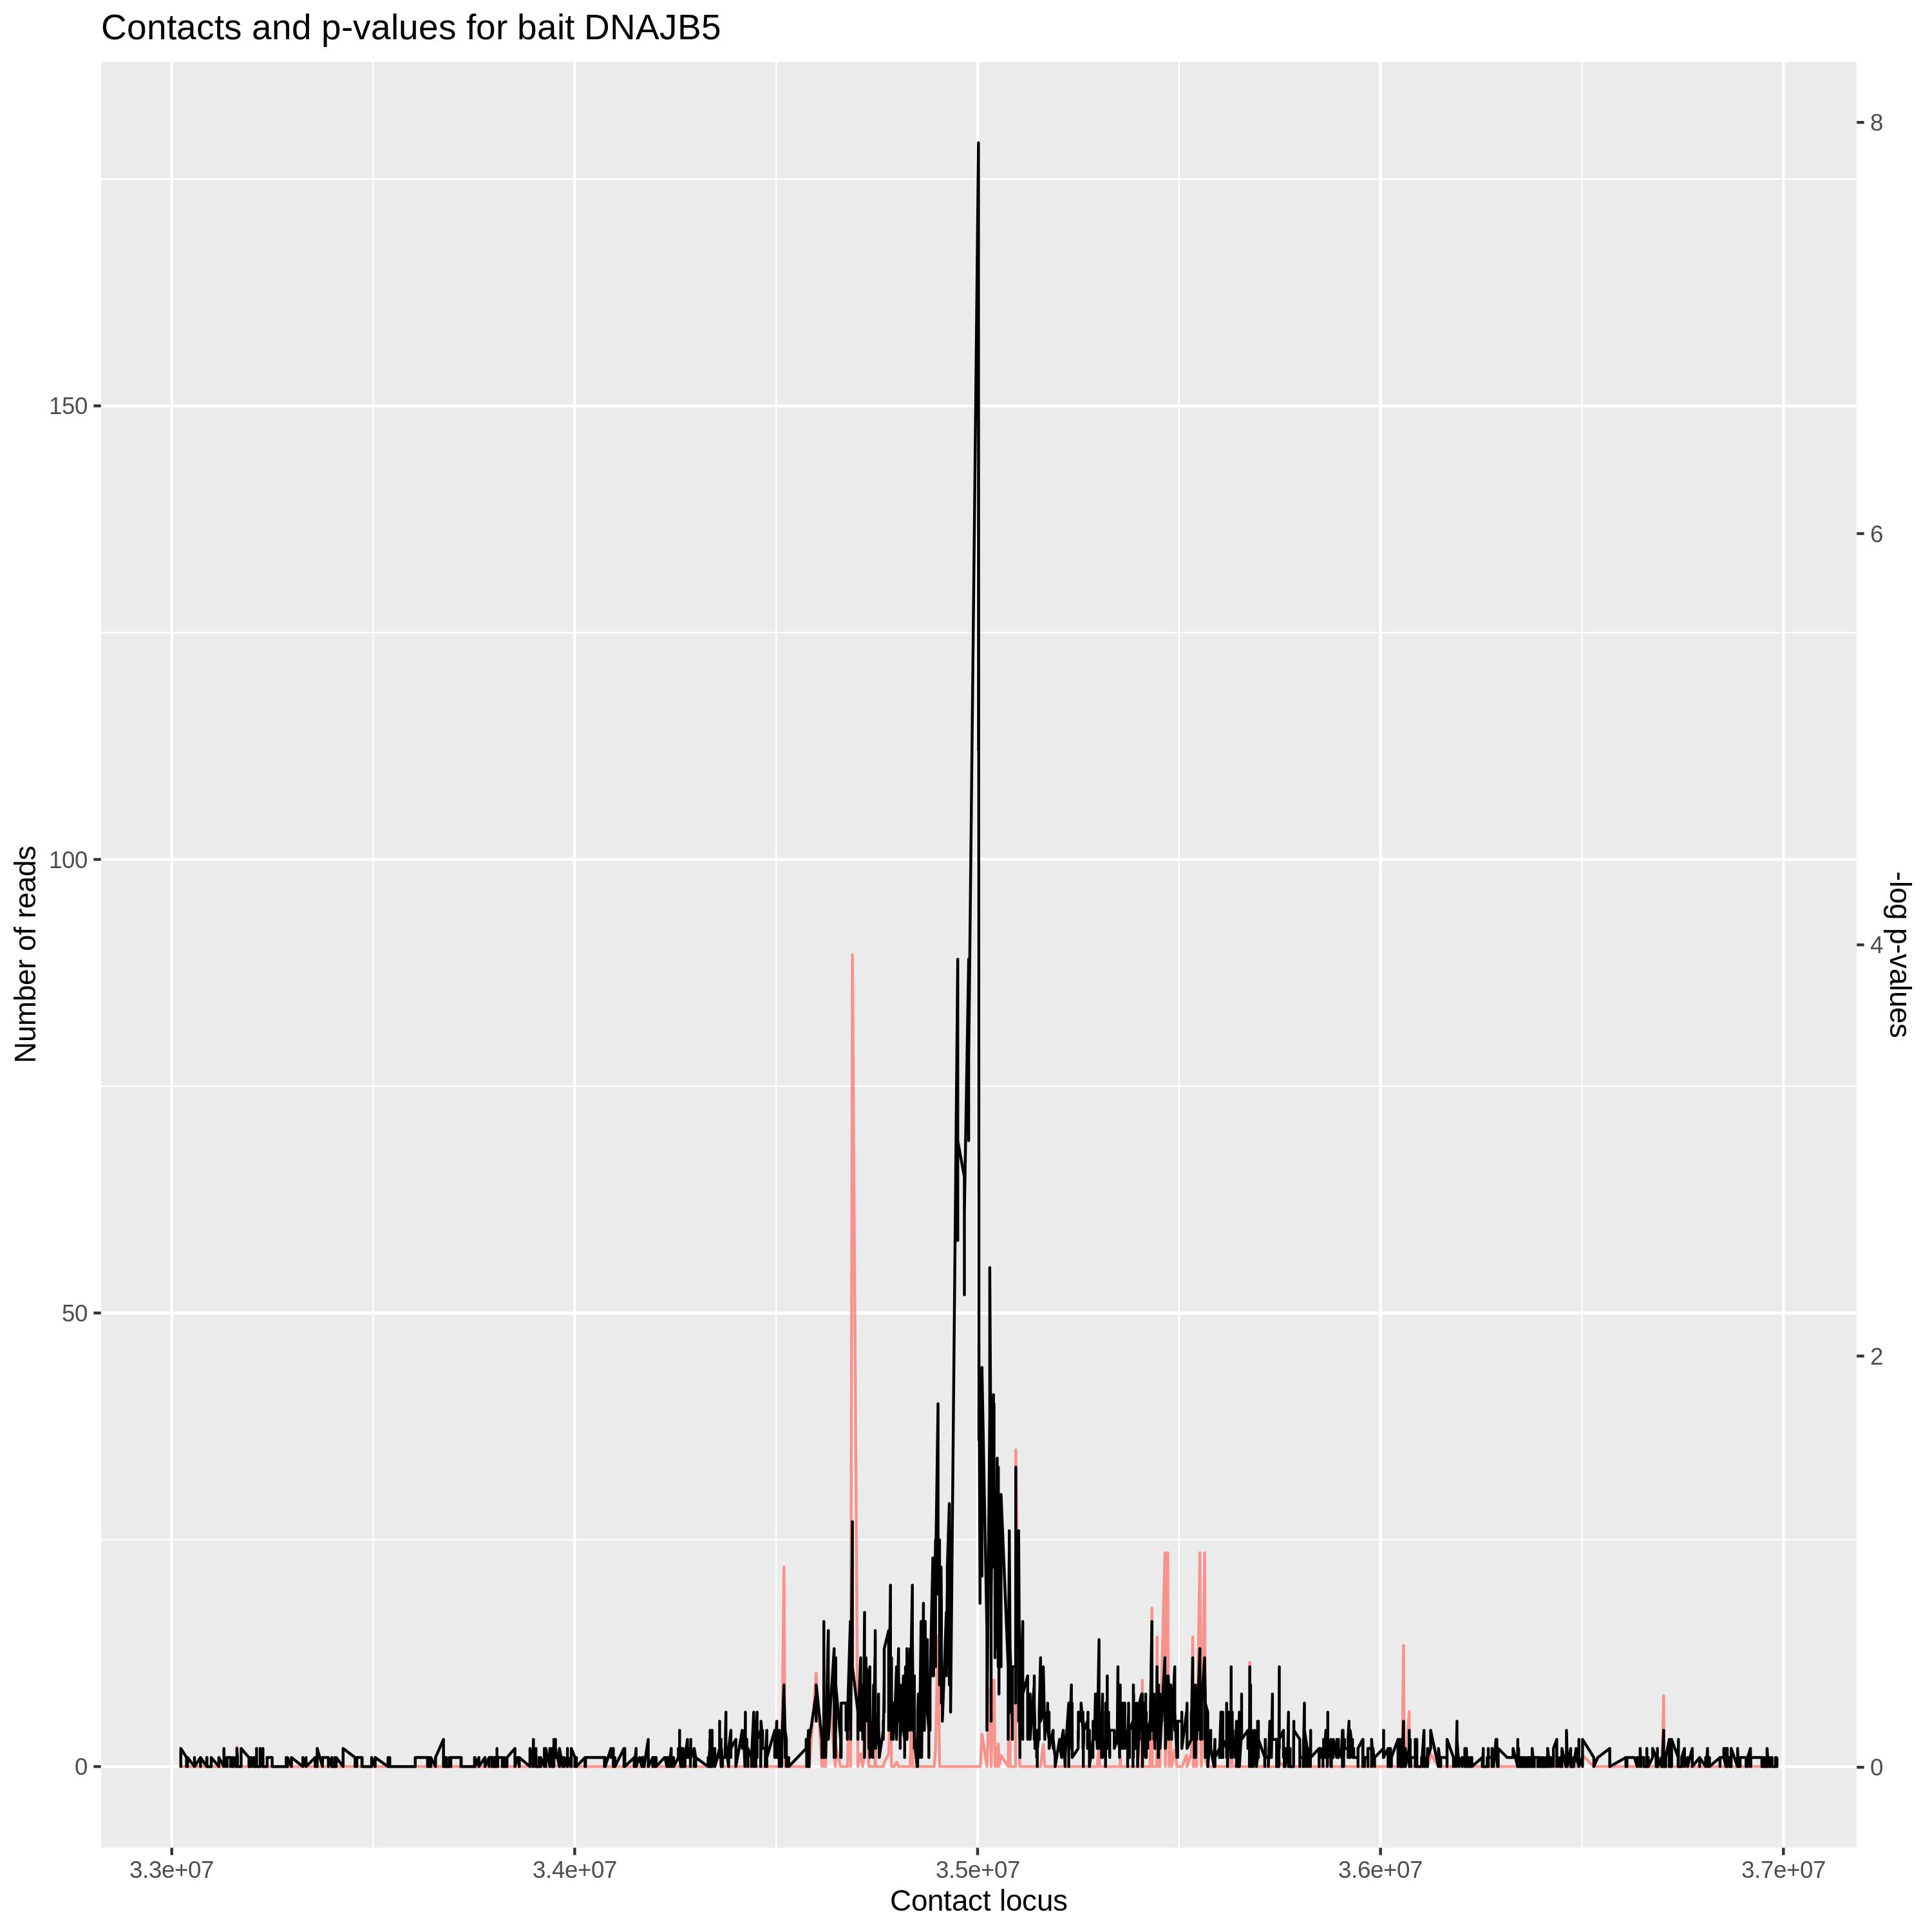 Contacts and p-values for bait DNAJB5
Number of reads
150
100
50
0
8
6
4
2
0
-log p-values
3.3e+07 3.4e+07 3.5e+07 3.6e+07 3.7e+07
Contact locus